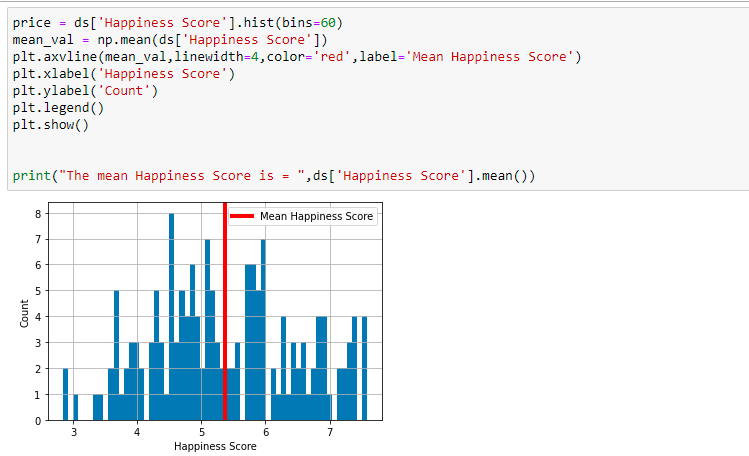 price = ds['Happiness Score'].hist(bins=60)
mean_val = np.mean(ds['Happiness Score'])
plt.axvline(mean_val,linewidth=4,color='red',label='Mean Happiness Score')
plt.xlabel('Happiness Score')
plt.ylabel('Count')
plt.legend()
plt.show()
print("The mean Happiness Score is = ",ds['Happiness Score'].mean())
Mean Happiness Score
8
7
6
5
4
3
2
1
0
Count
3 4 5 6 7
Happiness Score